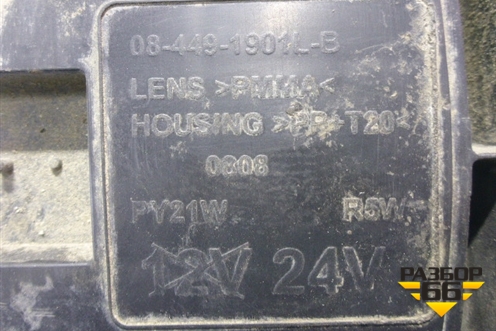 08-449-1901L-B
LENS >PMMA<
HOUSING >PP+T20<
0808
PY21W R5W
12V 24V
РАЗБОР
66